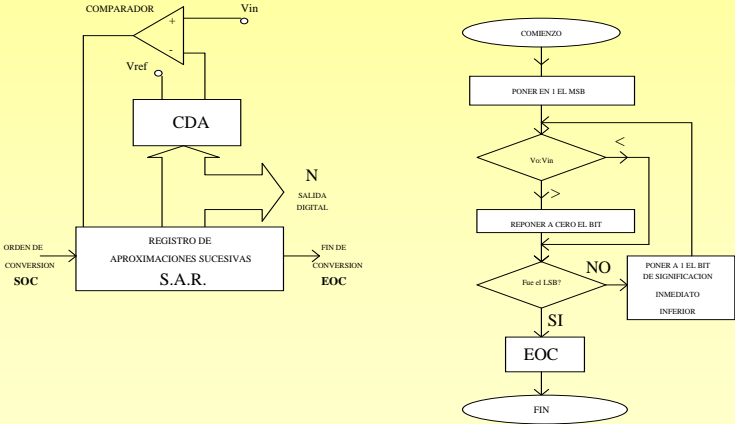 COMPARADOR
Vin
+
-
Vref
CDA
N
SALIDA
DIGITAL
ORDEN DE
CONVERSION
SOC
REGISTRO DE
APROXIMACIONES SUCESIVAS
S.A.R.
FIN DE
CONVERSION
EOC
COMIENZO
PONER EN 1 EL MSB
Vo:Vin
<
>
REPONER A CERO EL BIT
Fue el LSB?
NO
PONER A 1 EL BIT
DE SIGNIFICACION
INMEDIATO
INFERIOR
SI
EOC
FIN